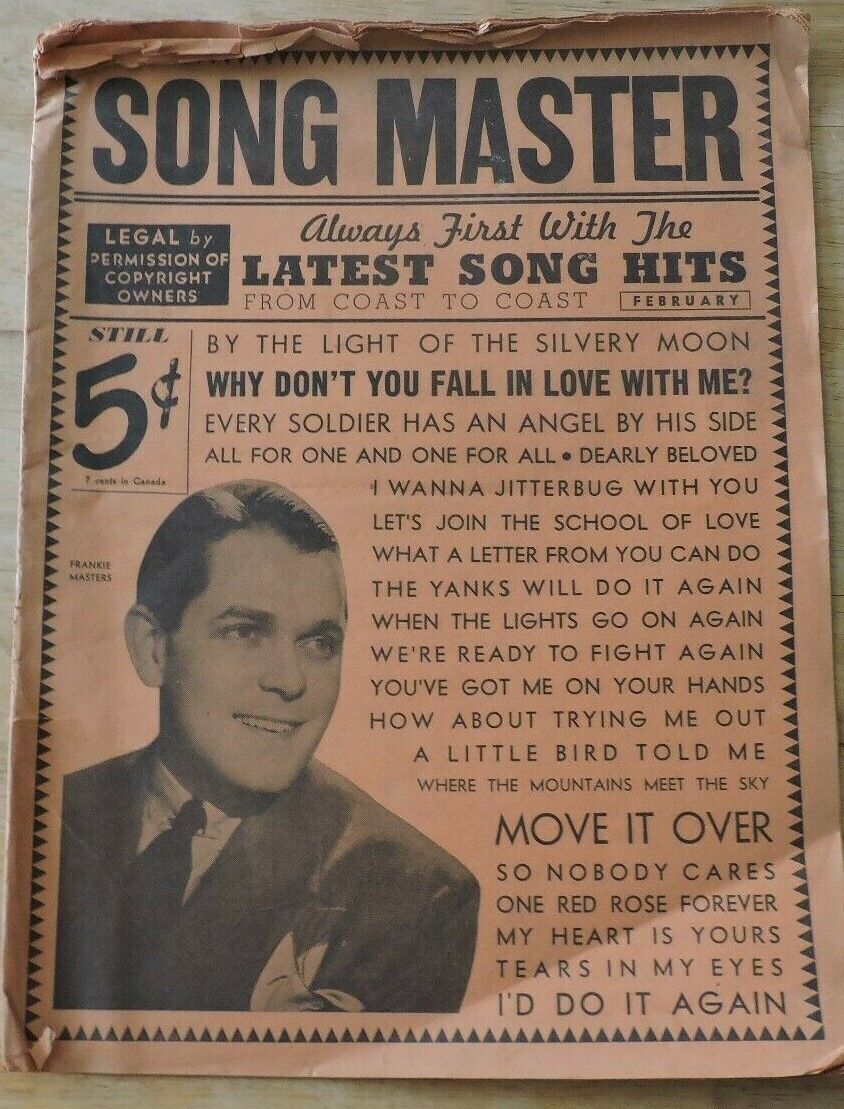 SONG MASTER
LEGAL by
PERMISSION OF
COPYRIGHT
OWNERS
Always First With The
LATEST SONG HITS
FROM COAST TO COAST FEBRUARY
STILL
5¢
7 cents in Canada
BY THE LIGHT OF THE SILVERY MOON
WHY DON'T YOU FALL IN LOVE WITH ME?
EVERY SOLDIER HAS AN ANGEL BY HIS SIDE
ALL FOR ONE AND ONE FOR ALL • DEARLY BELOVED
I WANNA JITTERBUG WITH YOU
LET'S JOIN THE SCHOOL OF LOVE
WHAT A LETTER FROM YOU CAN DO
THE YANKS WILL DO IT AGAIN
WHEN THE LIGHTS GO ON AGAIN
WE'RE READY TO FIGHT AGAIN
YOU'VE GOT ME ON YOUR HANDS
HOW ABOUT TRYING ME OUT
A LITTLE BIRD TOLD ME
WHERE THE MOUNTAINS MEET THE SKY
MOVE IT OVER
SO NOBODY CARES
ONE RED ROSE FOREVER
MY HEART IS YOURS
TEARS IN MY EYES
I'D DO IT AGAIN
FRANKIE
MASTERS